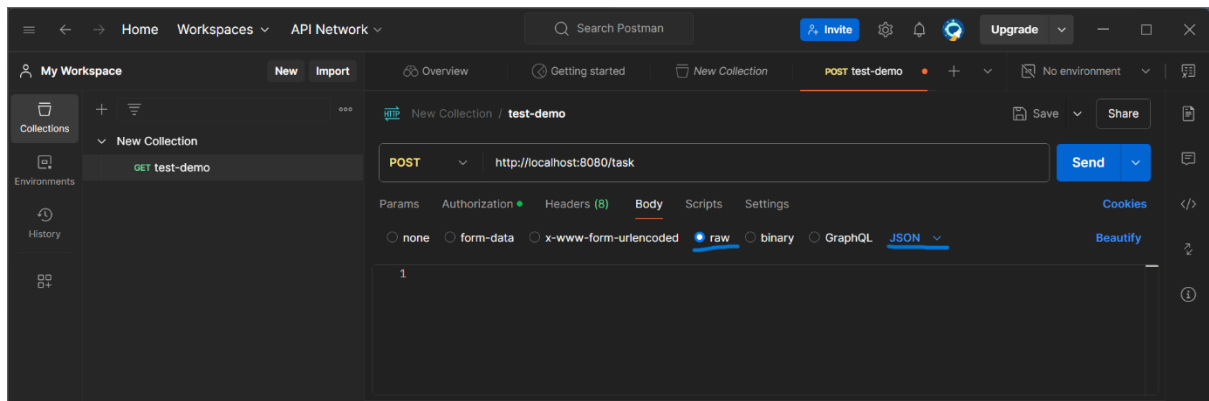 Home Workspaces API Network Search Postman Invite Upgrade
My Workspace New Import Overview Getting started New Collection POST test-demo No environment
Collections
New Collection
GET test-demo
Environments
History
HTTP New Collection / test-demo Save Share
POST http://localhost:8080/task Send
Params Authorization Headers (8) Body Scripts Settings Cookies
none form-data x-www-form-urlencoded raw binary GraphQL JSON Beautify
1